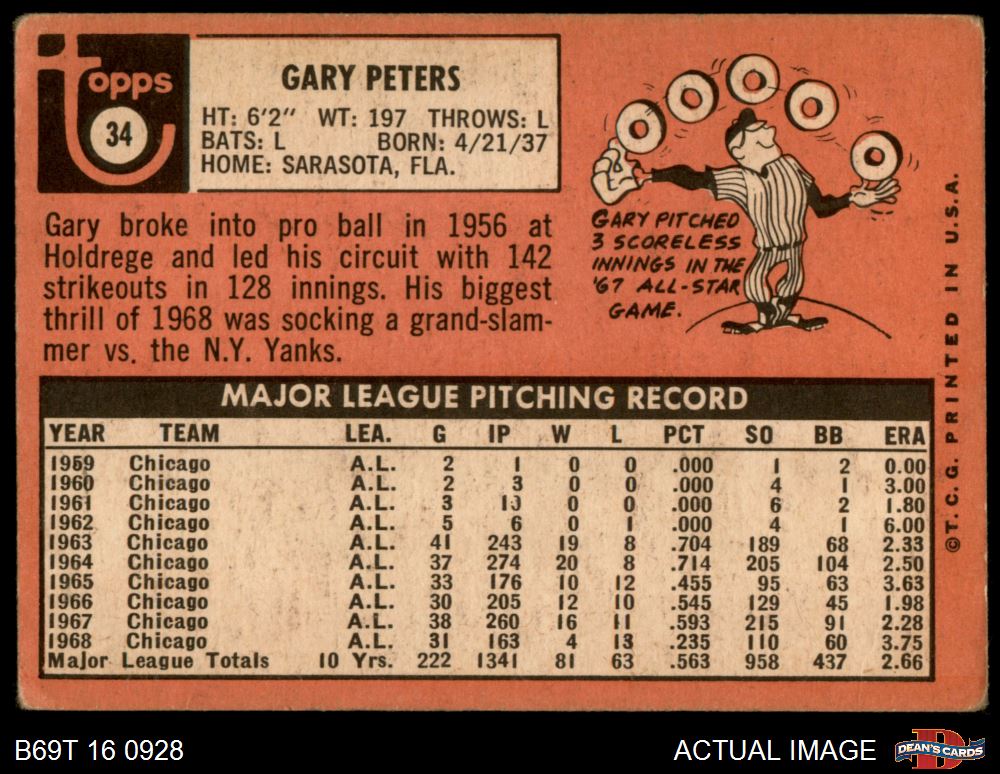 topps
34
GARY PETERS
HT: 6'2" WT: 197 THROWS: L
BATS: L BORN: 4/21/37
HOME: SARASOTA, FLA.
Gary broke into pro ball in 1956 at
Holdrege and led his circuit with 142
strikeouts in 128 innings. His biggest
thrill of 1968 was socking a grand-slam-
mer vs. the N.Y. Yanks.
GARY PITCHED
3 SCORELESS
INNINGS IN THE
'67 ALL-STAR
GAME.
©T.C.G. PRINTED IN U.S.A.
MAJOR LEAGUE PITCHING RECORD
YEAR TEAM LEA. G IP W L PCT SO BB ERA
1959 Chicago A.L. 2 1 0 0 .000 1 2 0.00
1960 Chicago A.L. 2 3 0 0 .000 4 1 3.00
1961 Chicago A.L. 3 10 0 0 .000 6 2 1.80
1962 Chicago A.L. 5 6 0 1 .000 4 1 6.00
1963 Chicago A.L. 41 243 19 8 .704 189 68 2.33
1964 Chicago A.L. 37 274 20 8 .714 205 104 2.50
1965 Chicago A.L. 33 176 10 12 .455 95 63 3.63
1966 Chicago A.L. 30 205 12 10 .545 129 45 1.98
1967 Chicago A.L. 38 260 16 11 .593 215 91 2.28
1968 Chicago A.L. 31 163 4 13 .235 110 60 3.75
Major League Totals 10 Yrs. 222 1341 81 63 .563 958 437 2.66
B69T 16 0928
ACTUAL IMAGE
DEAN'S CARDS